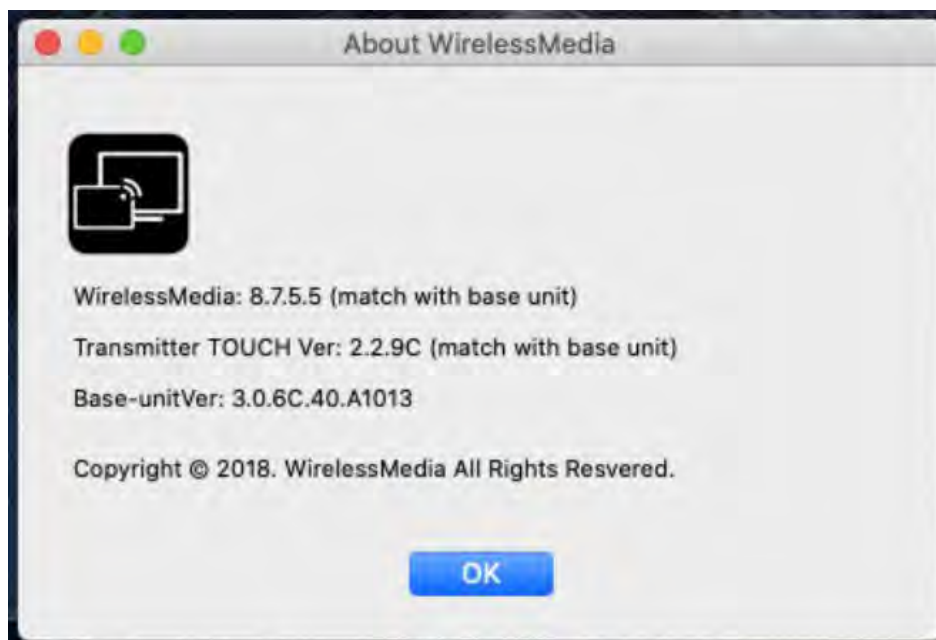 About WirelessMedia
WirelessMedia: 8.7.5.5 (match with base unit)
Transmitter TOUCH Ver: 2.2.9C (match with base unit)
Base-unitVer: 3.0.6C.40.A1013
Copyright © 2018. WirelessMedia All Rights Resvered.
OK